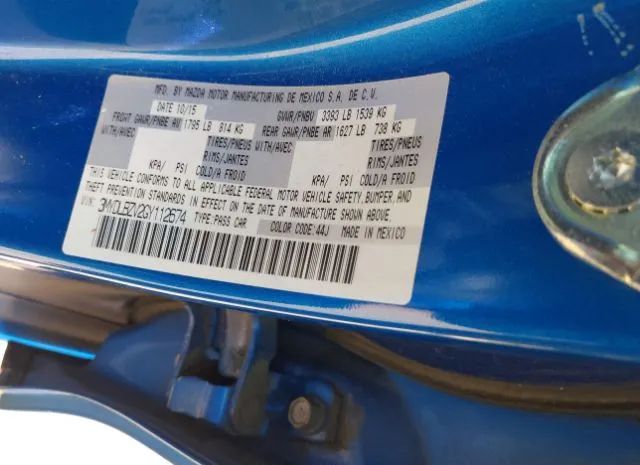 MFD. BY MAZDA MOTOR MANUFACTURING DE MEXICO S.A. DE C.V.
DATE 10/15 GVWR/PNBV 3393 LB 1539 KG
FRONT GAWR/PNBE AV 1795 LB 814 KG REAR GAWR/PNBE AR 1627 LB 738 KG
WITH/AVEC TIRES/PNEUS WITH/AVEC TIRES/PNEUS
RIMS/JANTES RIMS/JANTES
KPA/ PSI COLD/A FROID KPA/ PSI COLD/A FROID
THIS VEHICLE CONFORMS TO ALL APPLICABLE FEDERAL MOTOR VEHICLE SAFETY, BUMPER, AND
THEFT PREVENTION STANDARDS IN EFFECT ON THE DATE OF MANUFACTURE SHOWN ABOVE.
VIN: 3MYDLBZV2GY112674 TYPE: PASS CAR COLOR CODE:44J MADE IN MEXICO